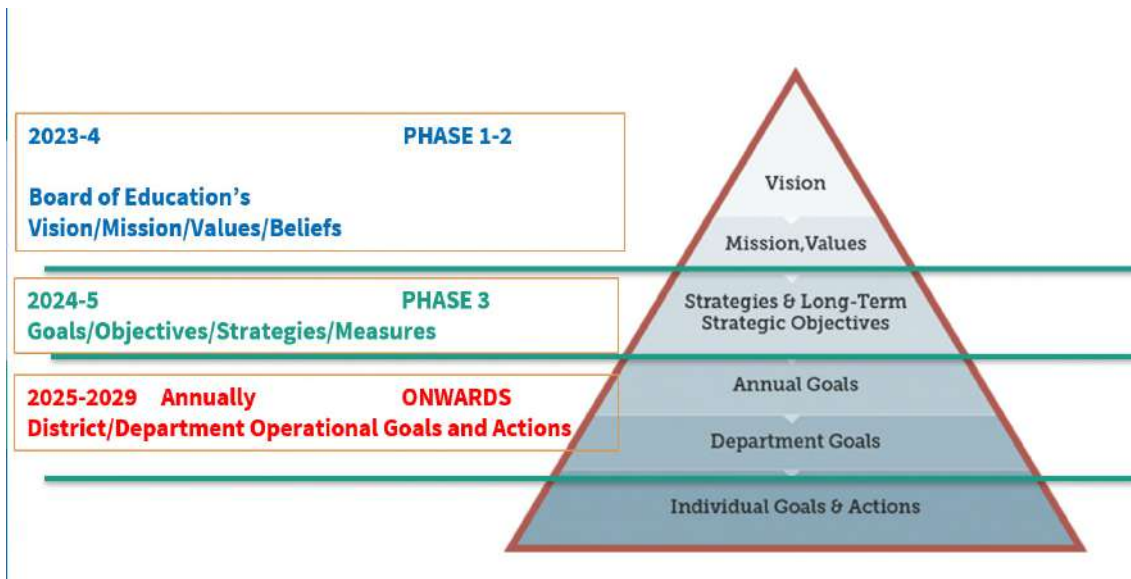 2023-4 PHASE 1-2
Board of Education’s
Vision/Mission/Values/Beliefs
2024-5 PHASE 3
Goals/Objectives/Strategies/Measures
2025-2029 Annually ONWARDS
District/Department Operational Goals and Actions
Vision
Mission,Values
Strategies & Long-Term
Strategic Objectives
Annual Goals
Department Goals
Individual Goals & Actions